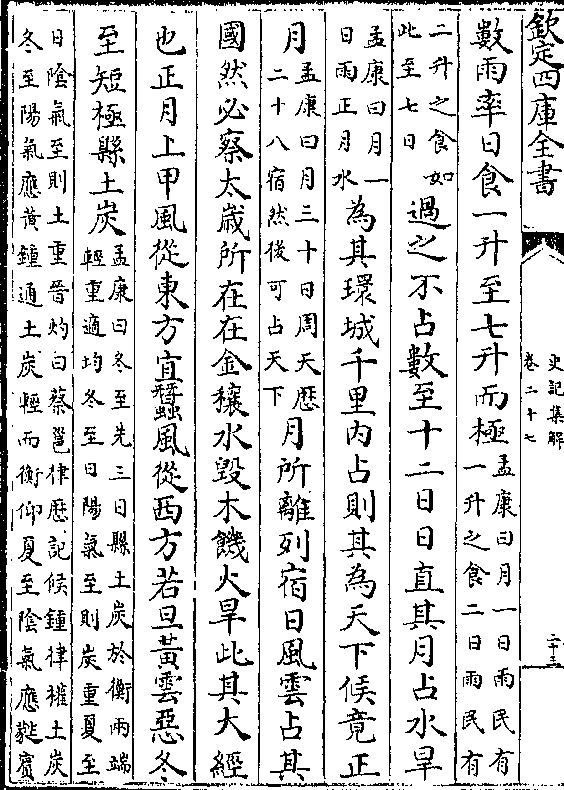 欽定四庫全書
史記集解
卷二十七
二十三
數雨率日食一升至七升而極
孟康曰月一日雨民有
一升之食二日雨民有
二升之食如
此至七日
過之不占數至十二日日直其月占水旱
孟康曰月一
日雨正月水
為其環城千里内占則其為天下候竟正
月
孟康曰月三十日周天歷
二十八宿然後可占天下
月所離列宿日風雲占其
國然必察太歲所在在金穰水毀木饑火旱此其大經
也正月上甲風從東方宜蠶風從西方若旦黃雲惡冬
至短極縣土炭
孟康曰冬至先三日縣土炭於衡兩端
輕重適均冬至日陽氣至則炭重夏至
日陰氣至則土重晉灼曰蔡邕律歷記候鍾律權土炭
冬至陽氣應黃鍾通土炭輕而衡仰夏至陰氣應蕤賓